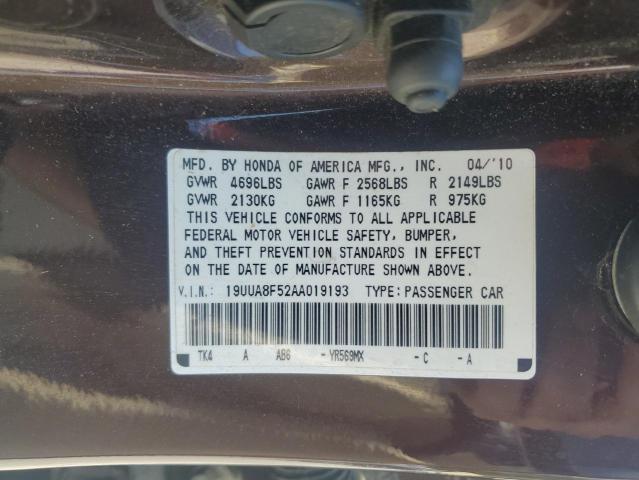 MFD. BY HONDA OF AMERICA MFG., INC. 04/'10
GVWR 4696LBS GAWR F 2568LBS R 2149LBS
GVWR 2130KG GAWR F 1165KG R 975KG
THIS VEHICLE CONFORMS TO ALL APPLICABLE
FEDERAL MOTOR VEHICLE SAFETY, BUMPER,
AND THEFT PREVENTION STANDARDS IN EFFECT
ON THE DATE OF MANUFACTURE SHOWN ABOVE.
V.I.N.: 19UUA8F52AA019193 TYPE:PASSENGER CAR
TK4 A AB6 -YR569MX -C -A